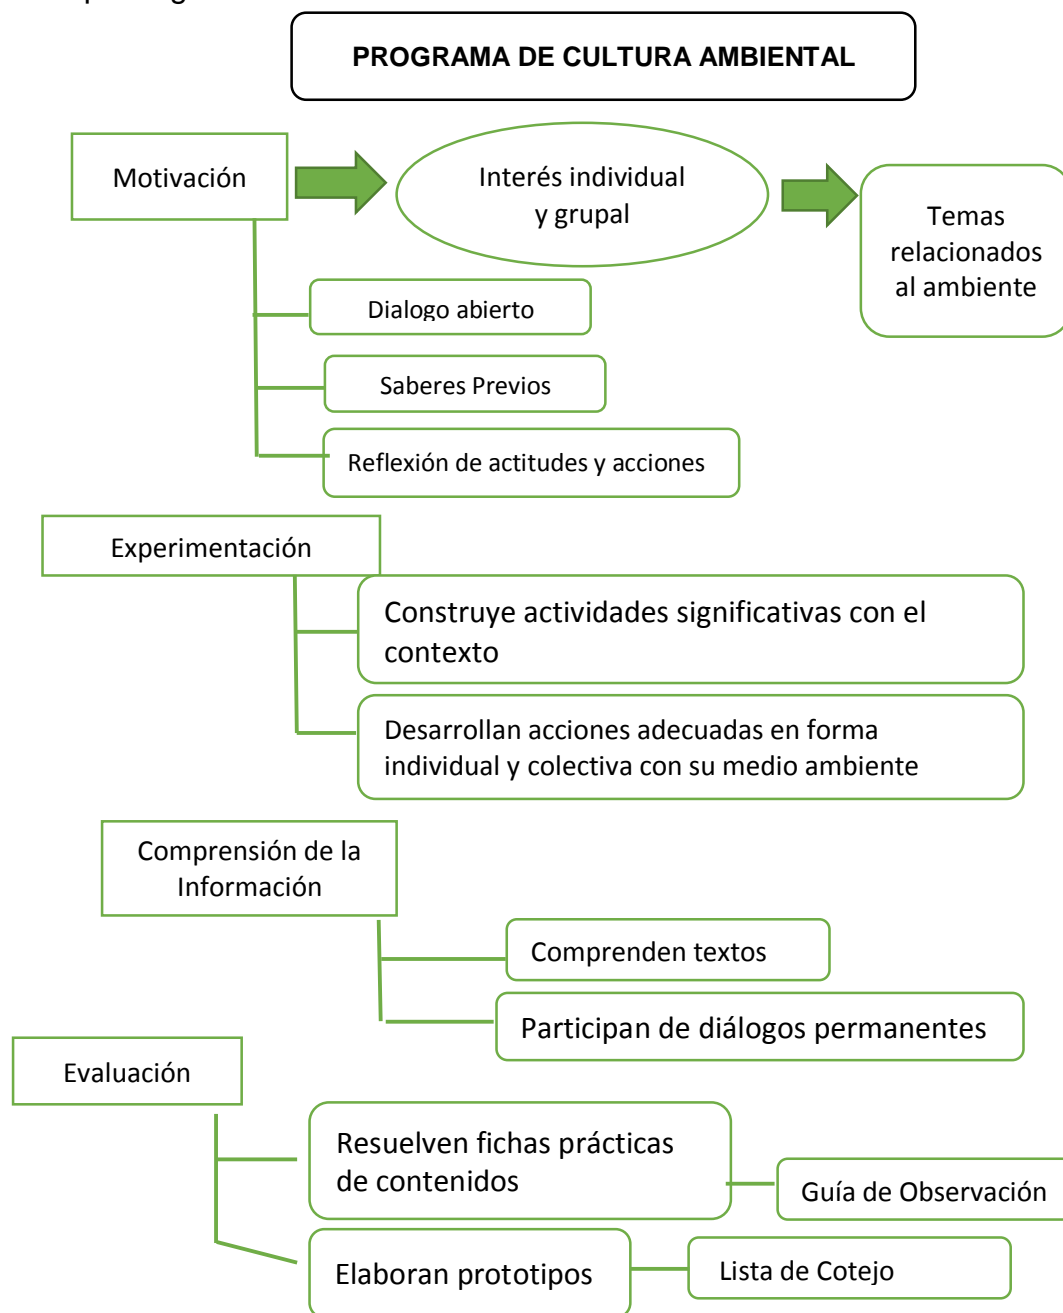 PROGRAMA DE CULTURA AMBIENTAL
Motivación
Interés individual
y grupal
Temas
relacionados
al ambiente
Dialogo abierto
Saberes Previos
Reflexión de actitudes y acciones
Experimentación
Construye actividades significativas con el
contexto
Desarrollan acciones adecuadas en forma
individual y colectiva con su medio ambiente
Comprensión de la
Información
Comprenden textos
Participan de diálogos permanentes
Evaluación
Resuelven fichas prácticas
de contenidos
Guía de Observación
Elaboran prototipos
Lista de Cotejo